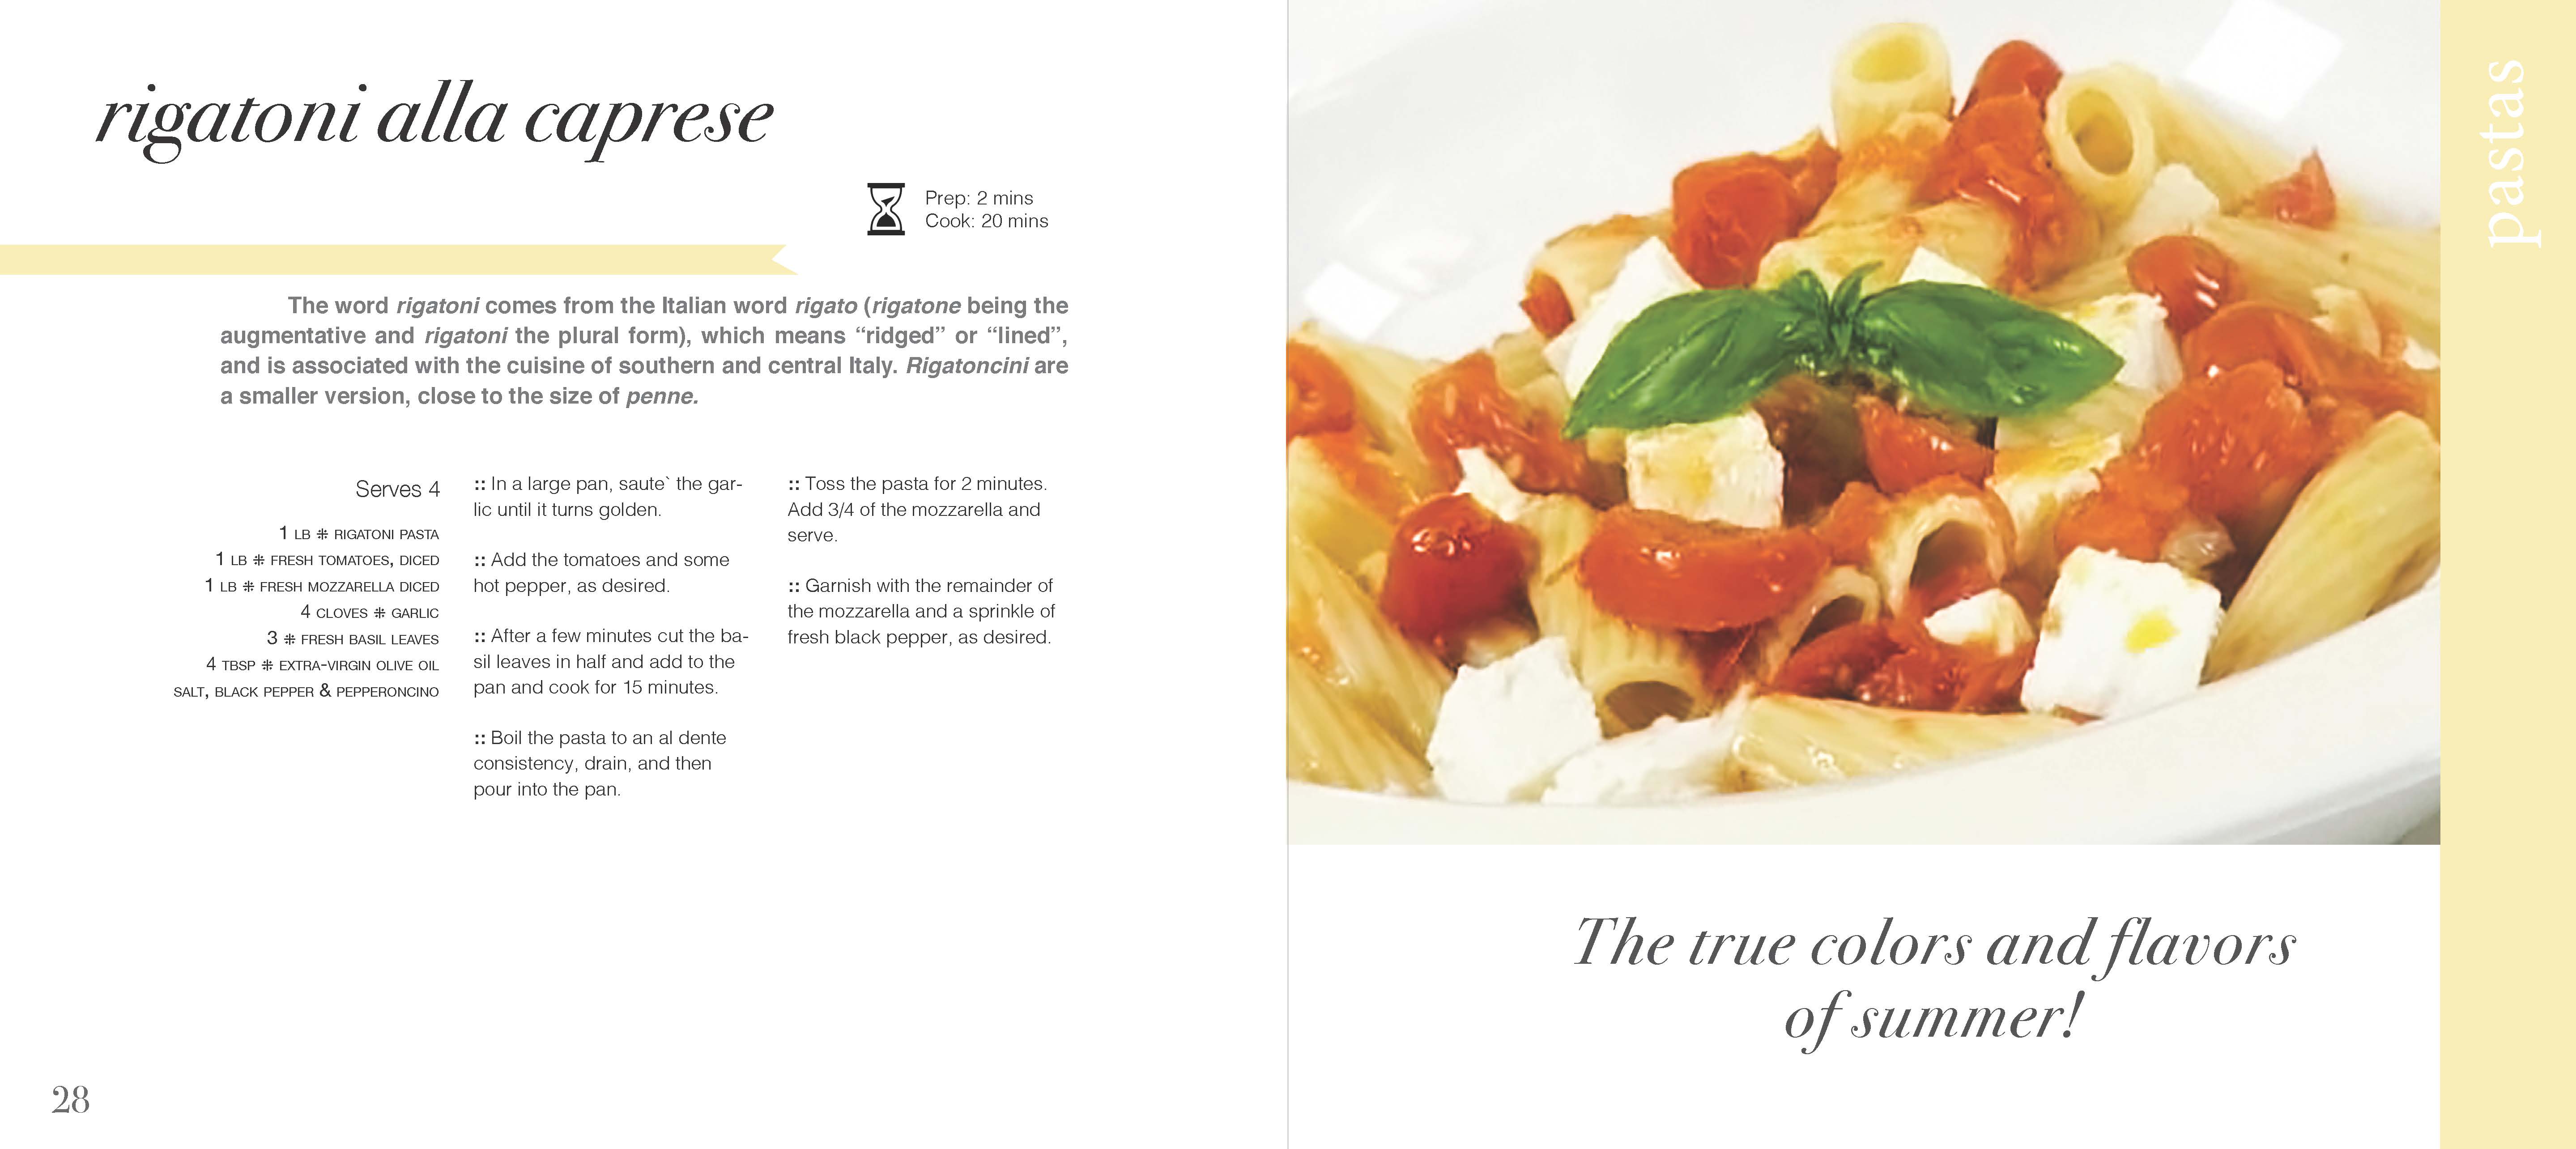 rigatoni alla caprese
Prep: 2 mins
Cook: 20 mins
The word rigatoni comes from the Italian word rigato (rigatone being the
augmentative and rigatoni the plural form), which means “ridged” or “lined”,
and is associated with the cuisine of southern and central Italy. Rigatoncini are
a smaller version, close to the size of penne.
Serves 4
1 LB ⁜ RIGATONI PASTA
1 LB ⁜ FRESH TOMATOES, DICED
1 LB ⁜ FRESH MOZZARELLA DICED
4 CLOVES ⁜ GARLIC
3 ⁜ FRESH BASIL LEAVES
4 TBSP ⁜ EXTRA-VIRGIN OLIVE OIL
SALT, BLACK PEPPER & PEPPERONCINO
:: In a large pan, saute` the gar-
lic until it turns golden.
:: Add the tomatoes and some
hot pepper, as desired.
:: After a few minutes cut the ba-
sil leaves in half and add to the
pan and cook for 15 minutes.
:: Boil the pasta to an al dente
consistency, drain, and then
pour into the pan.
:: Toss the pasta for 2 minutes.
Add 3/4 of the mozzarella and
serve.
:: Garnish with the remainder of
the mozzarella and a sprinkle of
fresh black pepper, as desired.
28
pastas
The true colors and flavors
of summer!